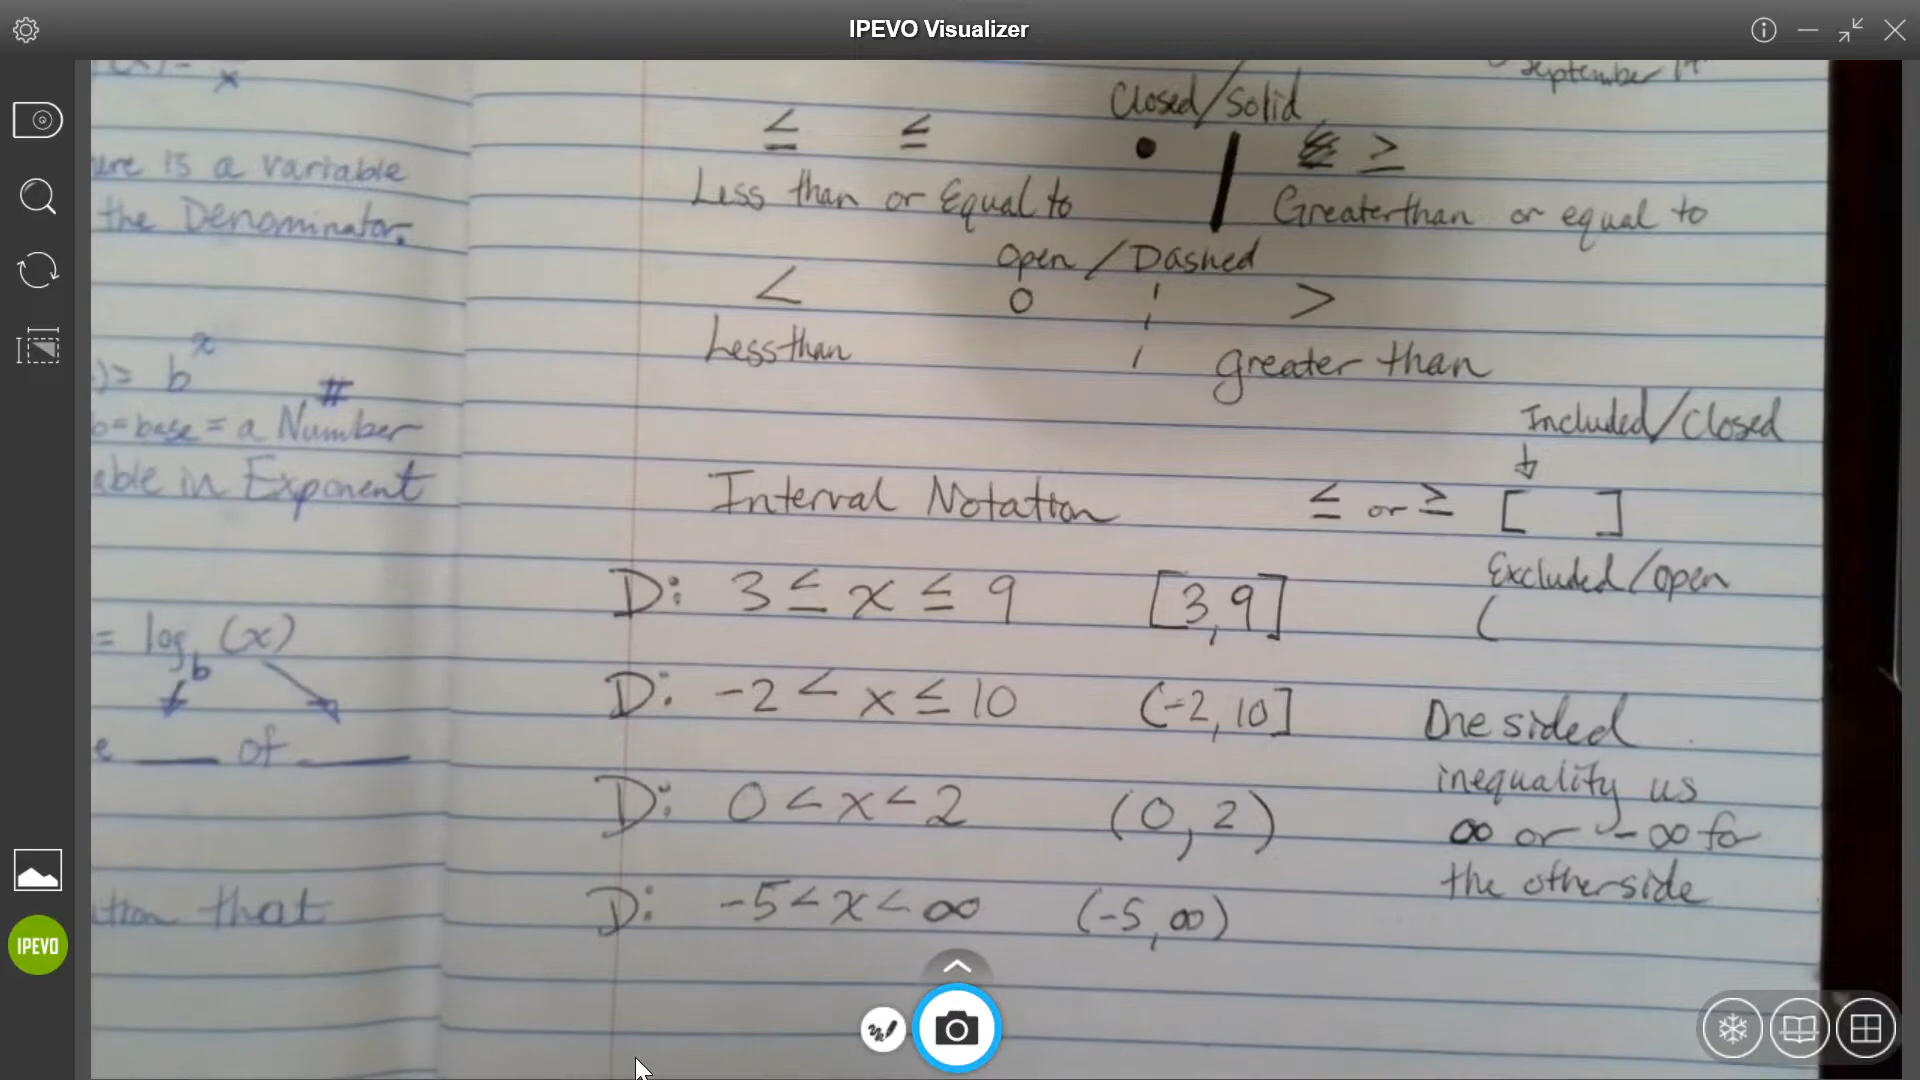 IPEVO Visualizer
x
September
Closed/Solid
≤ ≤ • ≥
Less than or Equal to
Greater than or equal to
Open / Dashed
< o >
Less than
greater than
Included/Closed
Interval Notation ≤ or ≥ [ ]
Excluded/open
D: 3 ≤ x ≤ 9 [3,9] (
D: -2 < x ≤ 10 (-2, 10]
D: 0 < x < 2 (0, 2)
D: -5 < x < ∞ (-5, ∞)
One sided
inequality us
∞ or -∞ for
the otherside
is a variable
the Denominator.
)= b^x
#
b=base = a Number
able in Exponent
= log_b (x)
of
that
IPEVO